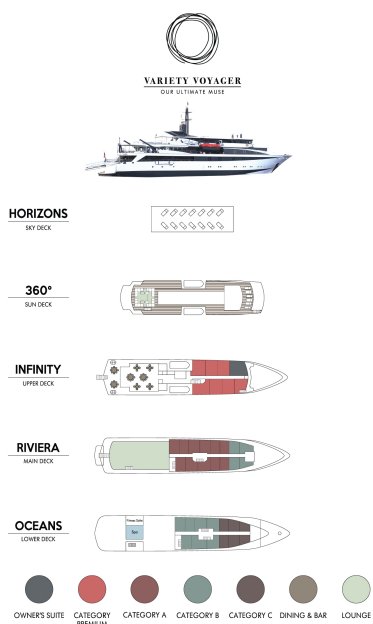 VARIETY VOYAGER
OUR ULTIMATE MUSE
HORIZONS
SKY DECK
360°
SUN DECK
INFINITY
UPPER DECK
RIVIERA
MAIN DECK
OCEANS
LOWER DECK
Fitness Suite
Spa
OWNER'S SUITE
CATEGORY PREMIUM
CATEGORY A
CATEGORY B
CATEGORY C
DINING & BAR
LOUNGE